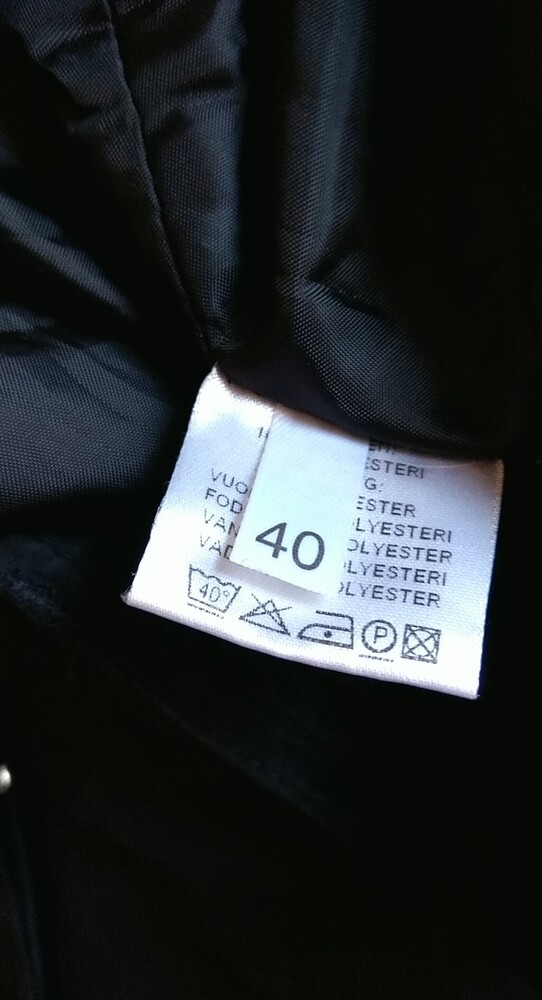 ESTERI
VUO G:
FOD ESTER
VAN OLYESTERI
VAD OLYESTER
OLYESTERI
OLYESTER
40
40°
P